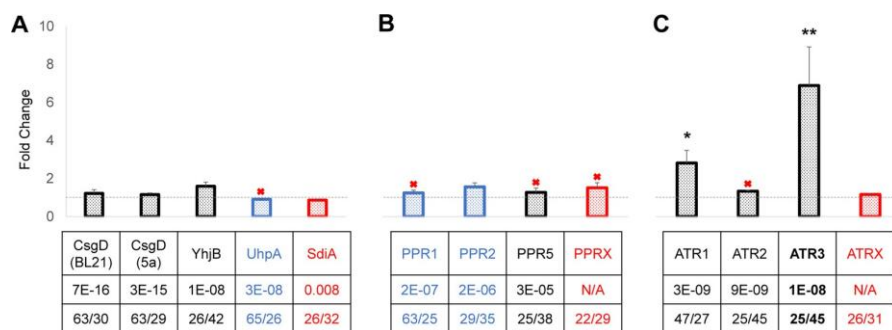 A
B
C
Fold Change
10
8
6
4
2
0
*
**
CsgD (BL21) CsgD (5a) YhjB UhpA SdiA
7E-16 3E-15 1E-08 3E-08 0.008
63/30 63/29 26/42 65/26 26/32
PPR1 PPR2 PPR5 PPRX
2E-07 2E-06 3E-05 N/A
63/25 29/35 25/38 22/29
ATR1 ATR2 ATR3 ATRX
3E-09 9E-09 1E-08 N/A
47/27 25/45 25/45 26/31